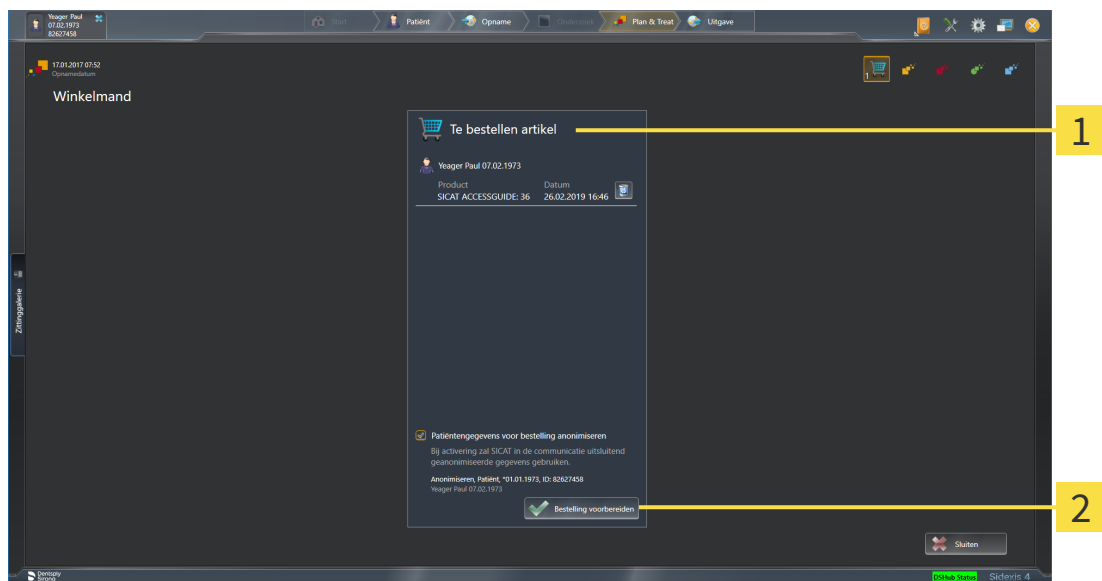 Yeager Paul
07.02.1973
82627458
Start
Patiënt
Opname
Onderzoek
Plan & Treat
Uitgave
17.01.2017 07:52
Opnamedatum
1
Winkelmand
Te bestellen artikel
1
Yeager Paul 07.02.1973
Product Datum
SICAT ACCESSGUIDE: 36 26.02.2019 16:46
Zittinggalerie
Patiëntengegevens voor bestelling anonimiseren
Bij activering zal SICAT in de communicatie uitsluitend
geanonimiseerde gegevens gebruiken.
Anonimiseren, Patiënt, *01.01.1973, ID: 82627458
Yeager Paul 07.02.1973
Bestelling voorbereiden
2
Sluiten
Dentsply
Sirona
DSHub Status
Sidexis 4